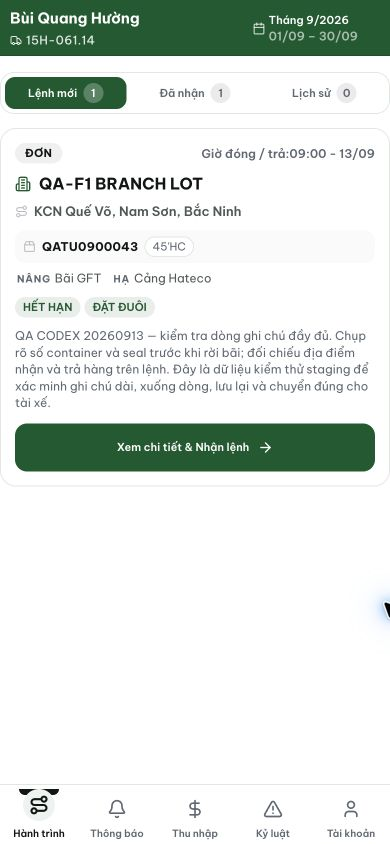 Bùi Quang Hường
15H-061.14
Tháng 9/2026
01/09 – 30/09
Lệnh mới 1
Đã nhận 1
Lịch sử 0
ĐƠN
Giờ đóng / trả:09:00 - 13/09
QA-F1 BRANCH LOT
KCN Quế Võ, Nam Sơn, Bắc Ninh
QATU0900043 45'HC
NÂNG Bãi GFT HẠ Cảng Hateco
HẾT HẠN ĐẶT ĐUÔI
QA CODEX 20260913 — kiểm tra dòng ghi chú đầy đủ. Chụp
rõ số container và seal trước khi rời bãi; đối chiếu địa điểm
nhận và trả hàng trên lệnh. Đây là dữ liệu kiểm thử staging để
xác minh ghi chú dài, xuống dòng, lưu lại và chuyển đúng cho
tài xế.
Xem chi tiết & Nhận lệnh
Hành trình
Thông báo
Thu nhập
Kỷ luật
Tài khoản